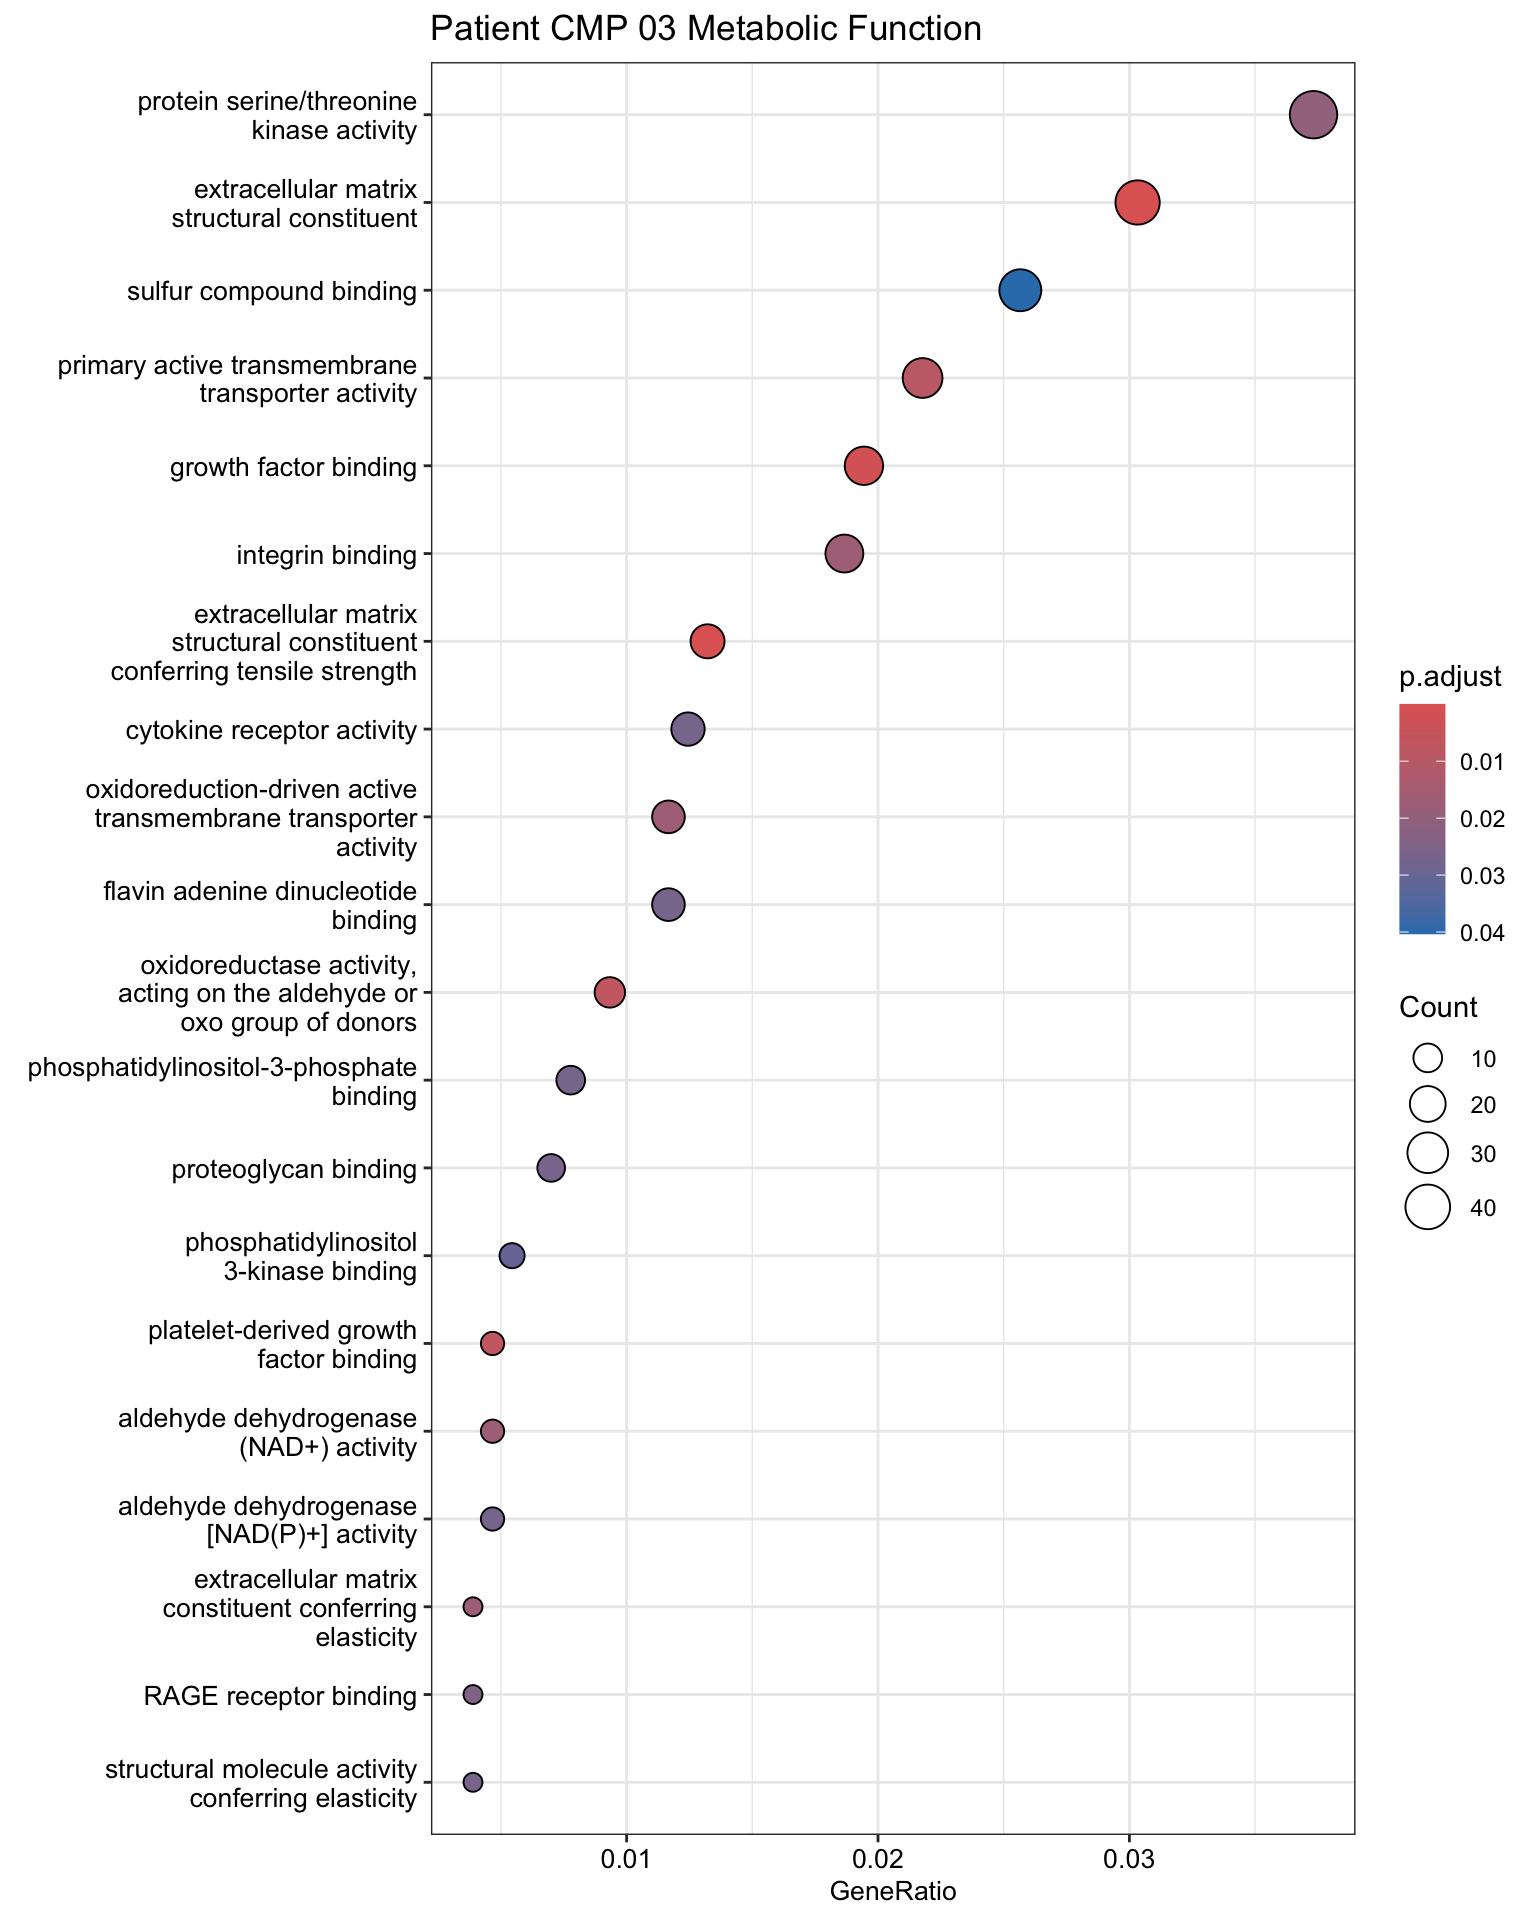 Patient CMP 03 Metabolic Function
protein serine/threonine
kinase activity
extracellular matrix
structural constituent
sulfur compound binding
primary active transmembrane
transporter activity
growth factor binding
integrin binding
extracellular matrix
structural constituent
conferring tensile strength
cytokine receptor activity
oxidoreduction-driven active
transmembrane transporter
activity
flavin adenine dinucleotide
binding
oxidoreductase activity,
acting on the aldehyde or
oxo group of donors
phosphatidylinositol-3-phosphate
binding
proteoglycan binding
phosphatidylinositol
3-kinase binding
platelet-derived growth
factor binding
aldehyde dehydrogenase
(NAD+) activity
aldehyde dehydrogenase
[NAD(P)+] activity
extracellular matrix
constituent conferring
elasticity
RAGE receptor binding
structural molecule activity
conferring elasticity
0.01
0.02
0.03
GeneRatio
p.adjust
0.01
0.02
0.03
0.04
Count
10
20
30
40